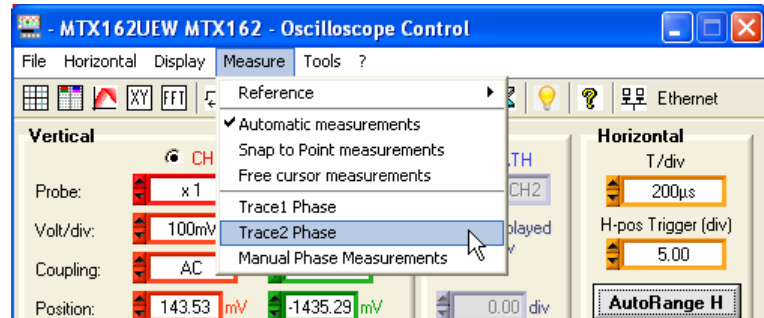 - MTX162UEW MTX162 - Oscilloscope Control
File Horizontal Display Measure Tools ?
XY FFT Ethernet
Reference
Automatic measurements
Snap to Point measurements
Free cursor measurements
Trace1 Phase
Trace2 Phase
Manual Phase Measurements
Vertical
CH
Probe: x 1
Volt/div: 100mV
Coupling: AC
Position: 143.53 mV -1435.29 mV 0.00 div
CH2
Horizontal
T/div
200µs
H-pos Trigger (div)
5.00
AutoRange H